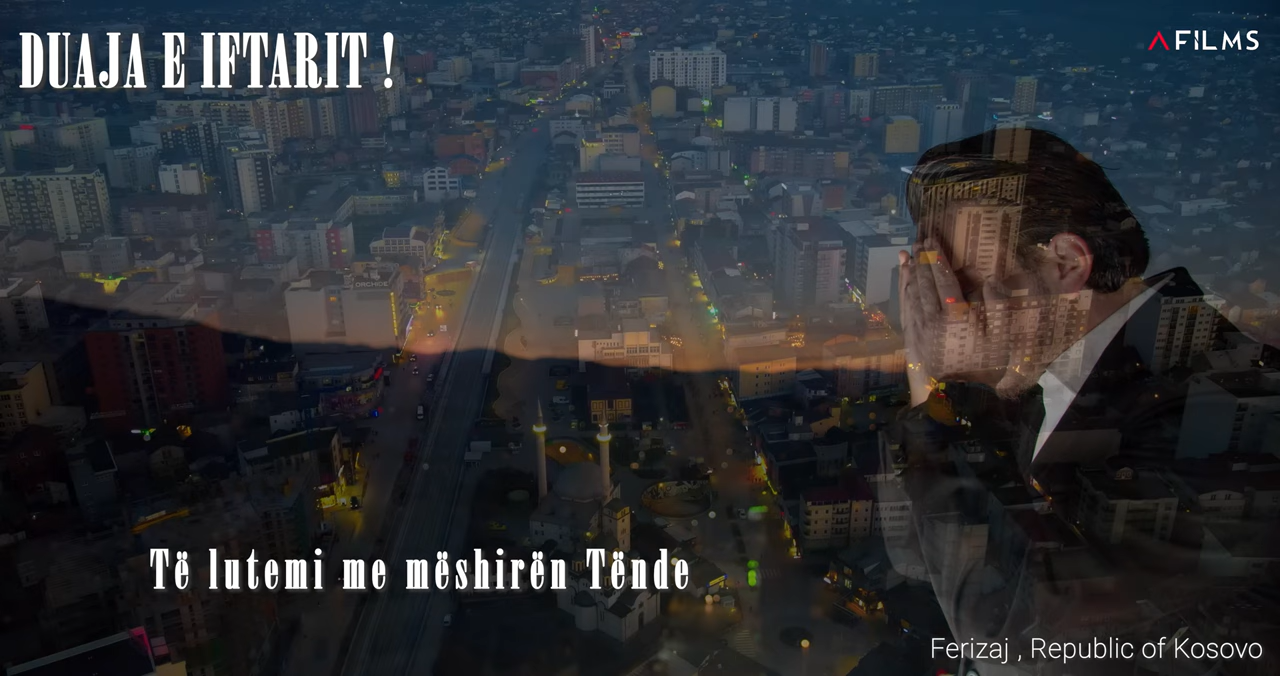 DUAJA E IFTARIT !
AFILMS
Të lutemi me mëshirën Tënde
Ferizaj , Republic of Kosovo